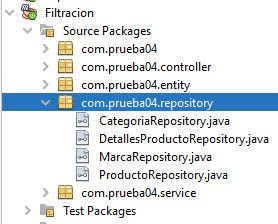 Filtracion
Source Packages
com.prueba04
com.prueba04.controller
com.prueba04.entity
com.prueba04.repository
CategoriaRepository.java
DetallesProductoRepository.java
MarcaRepository.java
ProductoRepository.java
com.prueba04.service
Test Packages